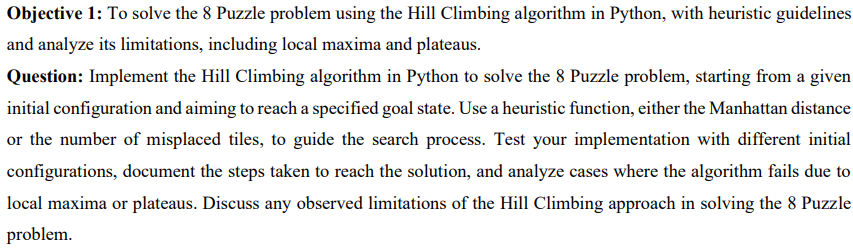 Objective 1: To solve the 8 Puzzle problem using the Hill Climbing algorithm in Python, with heuristic guidelines
and analyze its limitations, including local maxima and plateaus.
Question: Implement the Hill Climbing algorithm in Python to solve the 8 Puzzle problem, starting from a given
initial configuration and aiming to reach a specified goal state. Use a heuristic function, either the Manhattan distance
or the number of misplaced tiles, to guide the search process. Test your implementation with different initial
configurations, document the steps taken to reach the solution, and analyze cases where the algorithm fails due to
local maxima or plateaus. Discuss any observed limitations of the Hill Climbing approach in solving the 8 Puzzle
problem.